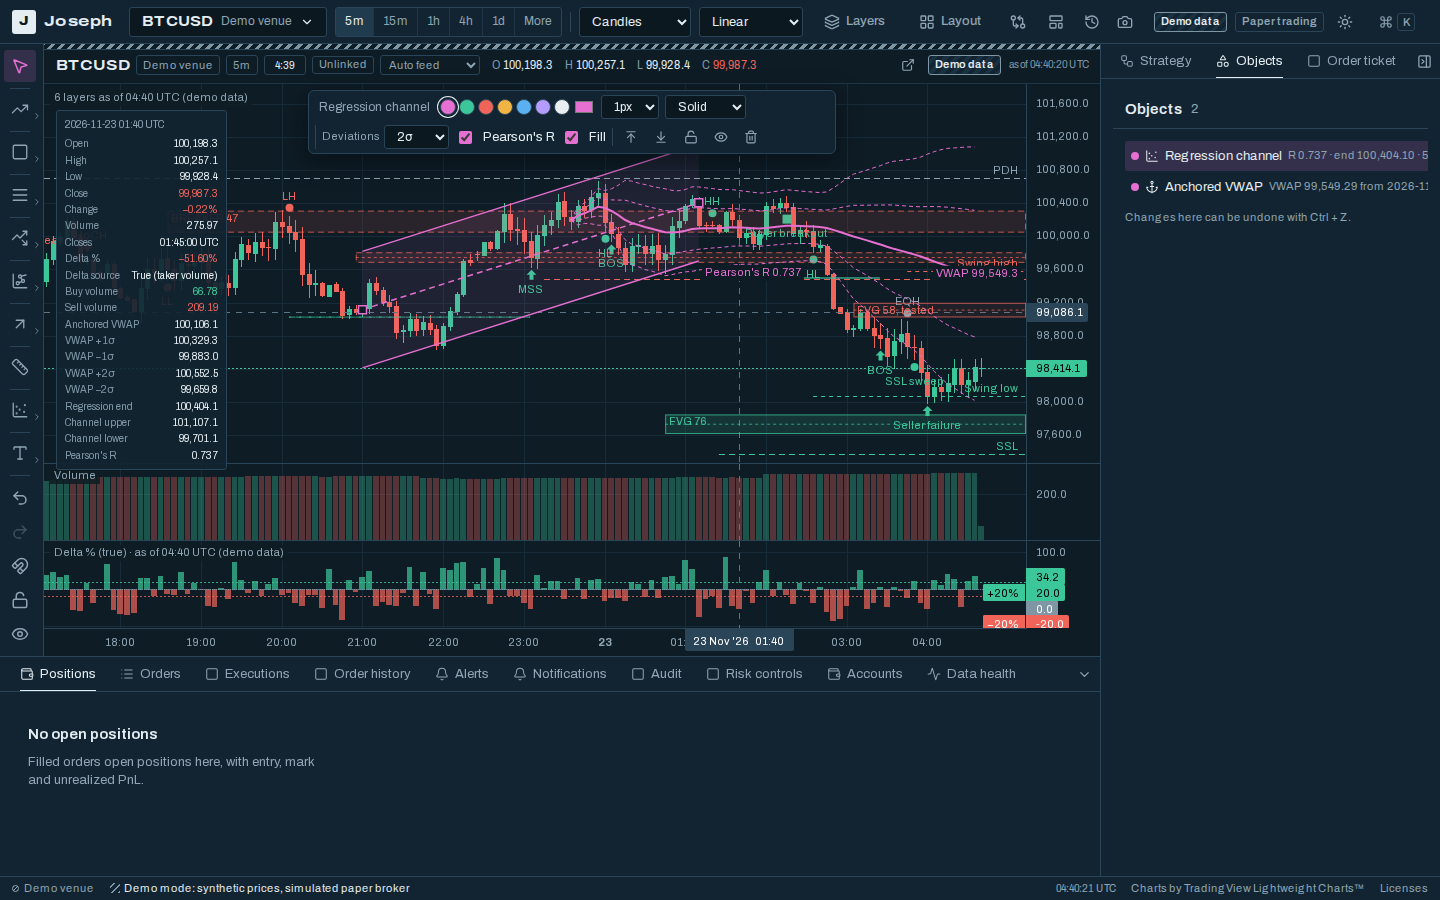 J Joseph BTCUSD Demo venue 5m 15m 1h 4h 1d More Candles Linear Layers Layout Demo data Paper trading ⌘ K
BTCUSD Demo venue 5m 4:39 Unlinked Auto feed O 100,198.3 H 100,257.1 L 99,928.4 C 99,987.3 Demo data as of 04:40:20 UTC
Strategy Objects Order ticket
6 layers as of 04:40 UTC (demo data)
Regression channel 1px Solid
Deviations 2σ Pearson's R Fill
Objects 2
Regression channel R 0.737 · end 100,404.10 · 5
Anchored VWAP VWAP 99,549.29 from 2026-11
Changes here can be undone with Ctrl + Z.
2026-11-23 01:40 UTC
Open 100,198.3
High 100,257.1
Low 99,928.4
Close 99,987.3
Change −0.22%
Volume 275.97
Closes 01:45:00 UTC
Delta % −51.60%
Delta source True (taker volume)
Buy volume 66.78
Sell volume 209.19
Anchored VWAP 100,106.1
VWAP +1σ 100,329.3
VWAP −1σ 99,883.0
VWAP +2σ 100,552.5
VWAP −2σ 99,659.8
Regression end 100,404.1
Channel upper 101,107.1
Channel lower 99,701.1
Pearson's R 0.737
47
LH
MSS
HL
BOS
HH
Pearson's R 0.737
HL
PDH
Swing high
VWAP 99,549.3
EQH
FVG 58, tested
BOS
SSL sweep
Swing low
FVG 76
Seller failure
SSL
101,600.0
101,200.0
100,800.0
100,400.0
100,000.0
99,600.0
99,200.0
99,086.1
98,800.0
98,414.1
98,000.0
97,600.0
Volume
200.0
Delta % (true) · as of 04:40 UTC (demo data)
100.0
34.2
+20% 20.0
0.0
−20% -20.0
18:00 19:00 20:00 21:00 22:00 23:00 23 01: 23 Nov '26 01:40 03:00 04:00
Positions Orders Executions Order history Alerts Notifications Audit Risk controls Accounts Data health
No open positions
Filled orders open positions here, with entry, mark
and unrealized PnL.
Demo venue Demo mode: synthetic prices, simulated paper broker 04:40:21 UTC Charts by TradingView Lightweight Charts™ Licenses